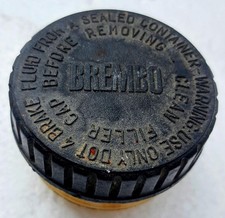 WARNING-USE ONLY DOT 4 BRAKE FLUID FROM A SEALED CONTAINER-
CLEAN FILLER CAP BEFORE REMOVING
BREMBO